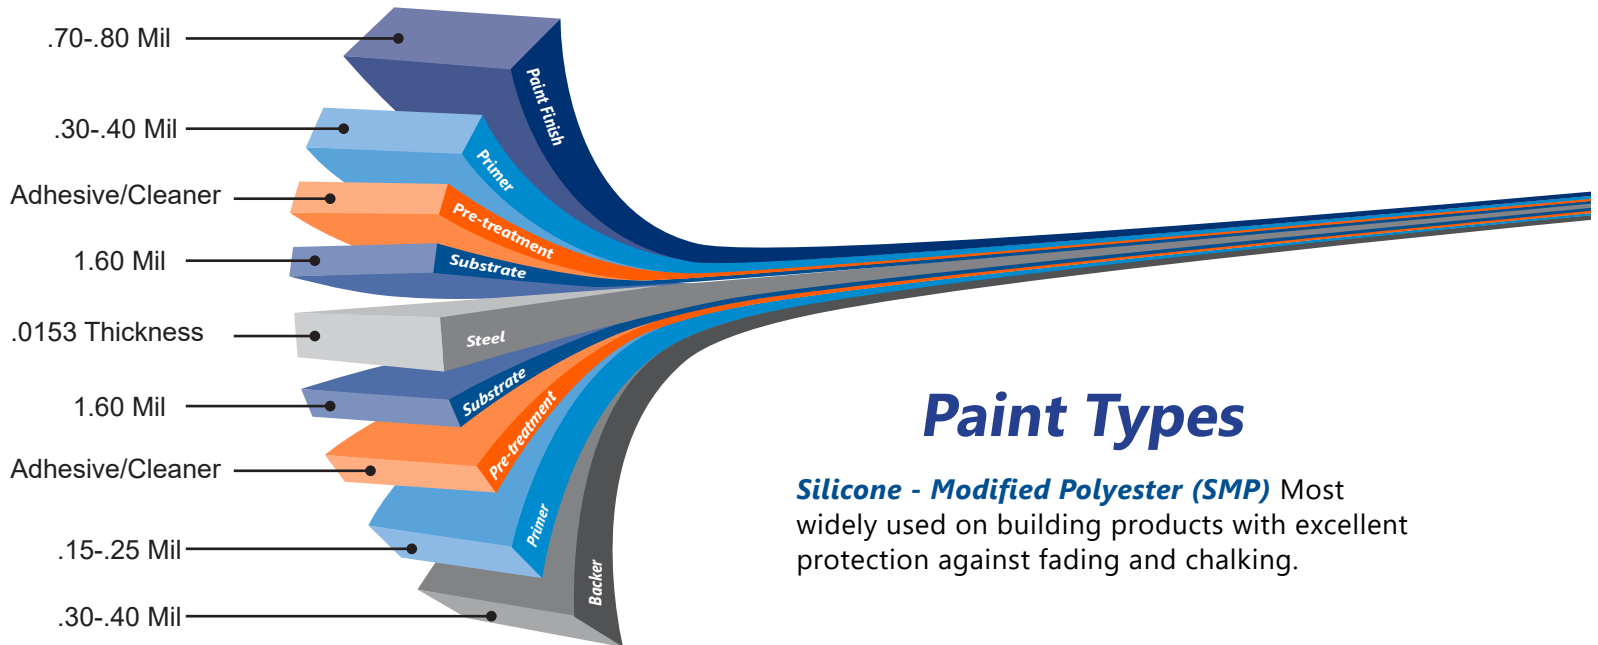 .70-.80 Mil
Paint Finish
.30-.40 Mil
Primer
Adhesive/Cleaner
Pre-treatment
1.60 Mil
Substrate
.0153 Thickness
Steel
1.60 Mil
Substrate
Adhesive/Cleaner
Pre-treatment
.15-.25 Mil
Primer
.30-.40 Mil
Backer
Paint Types
Silicone - Modified Polyester (SMP) Most
widely used on building products with excellent
protection against fading and chalking.